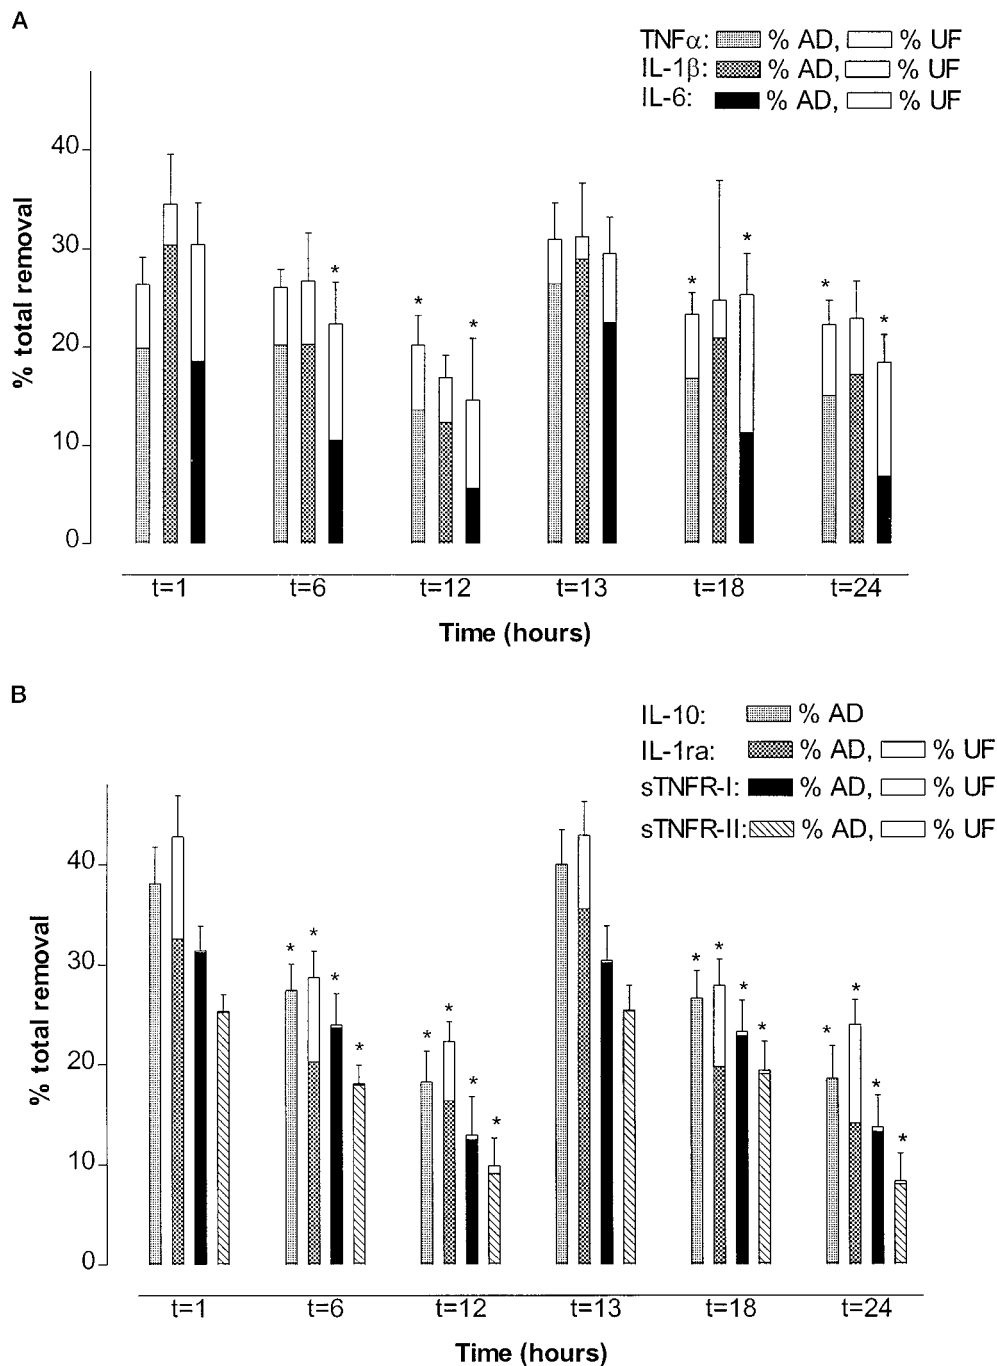 A
TNFα: % AD, % UF
IL-1β: % AD, % UF
IL-6: % AD, % UF
% total removal
40
30
20
10
0
* * * * * * *
t=1 t=6 t=12 t=13 t=18 t=24
Time (hours)
B
IL-10: % AD
IL-1ra: % AD, % UF
sTNFR-I: % AD, % UF
sTNFR-II: % AD, % UF
% total removal
40
30
20
10
0
* * * * * * * * * * * * * * * *
t=1 t=6 t=12 t=13 t=18 t=24
Time (hours)